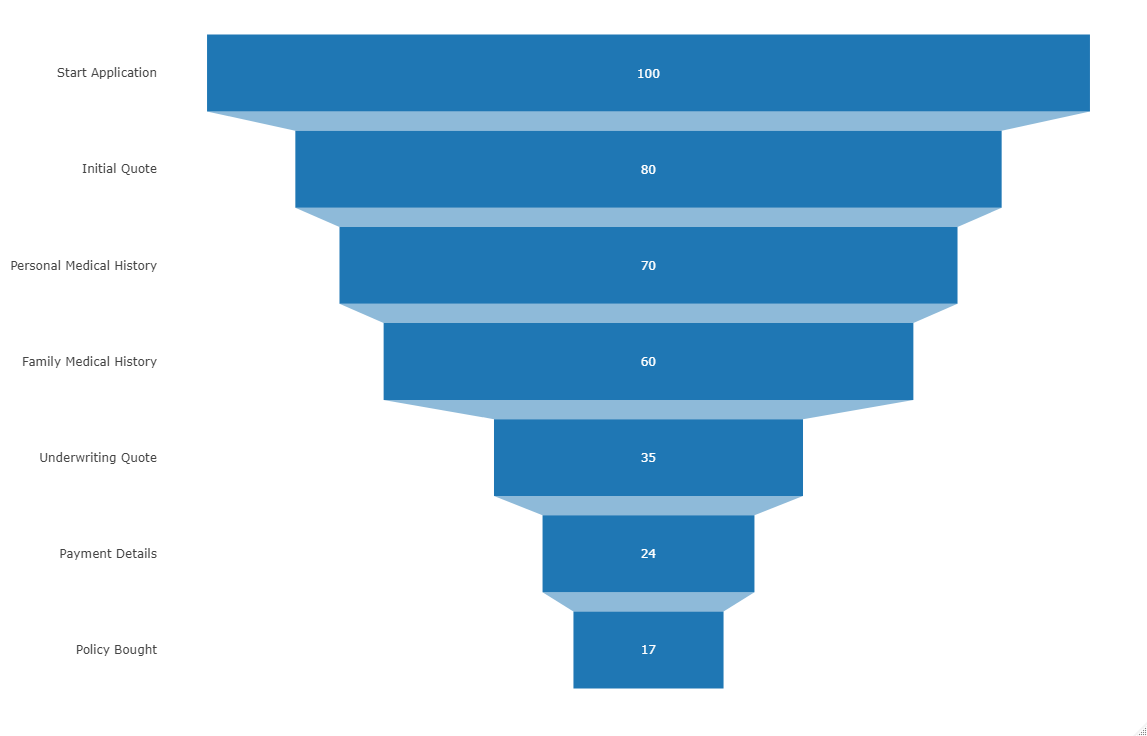 Start Application
100
Initial Quote
80
Personal Medical History
70
Family Medical History
60
Underwriting Quote
35
Payment Details
24
Policy Bought
17